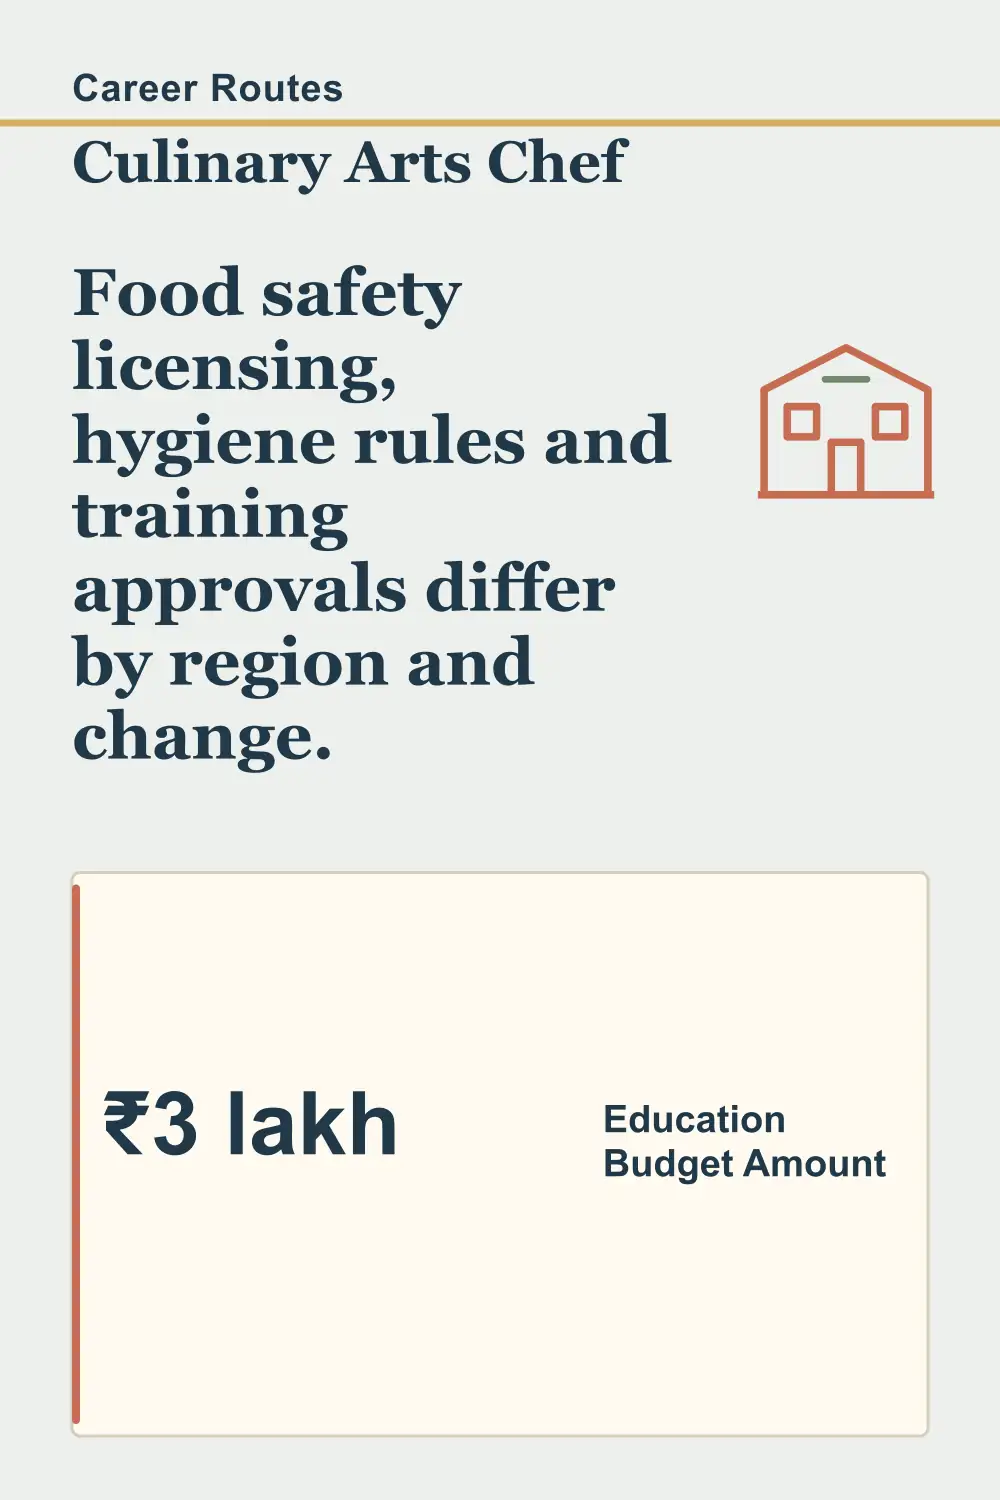 Career Routes
Culinary Arts Chef
Food safety
licensing,
hygiene rules and
training
approvals differ
by region and
change.
₹3 lakh
Education
Budget Amount